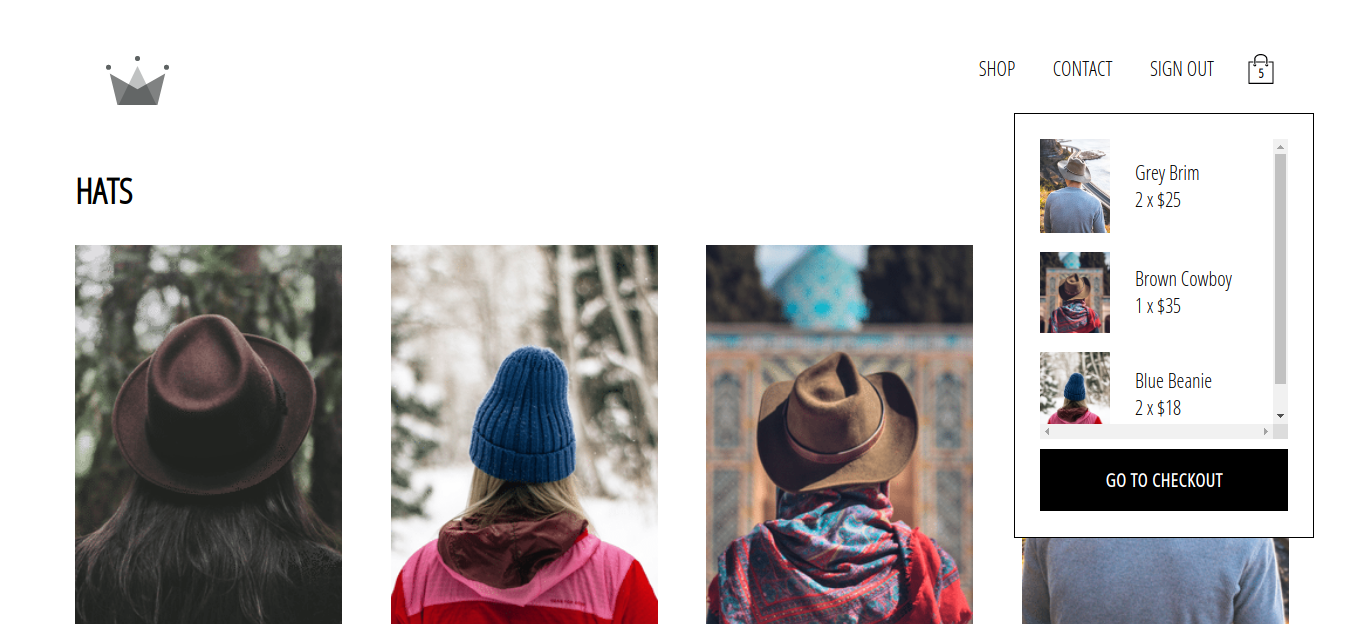 SHOP CONTACT SIGN OUT 5
HATS
Grey Brim
2 x $25
Brown Cowboy
1 x $35
Blue Beanie
2 x $18
GO TO CHECKOUT